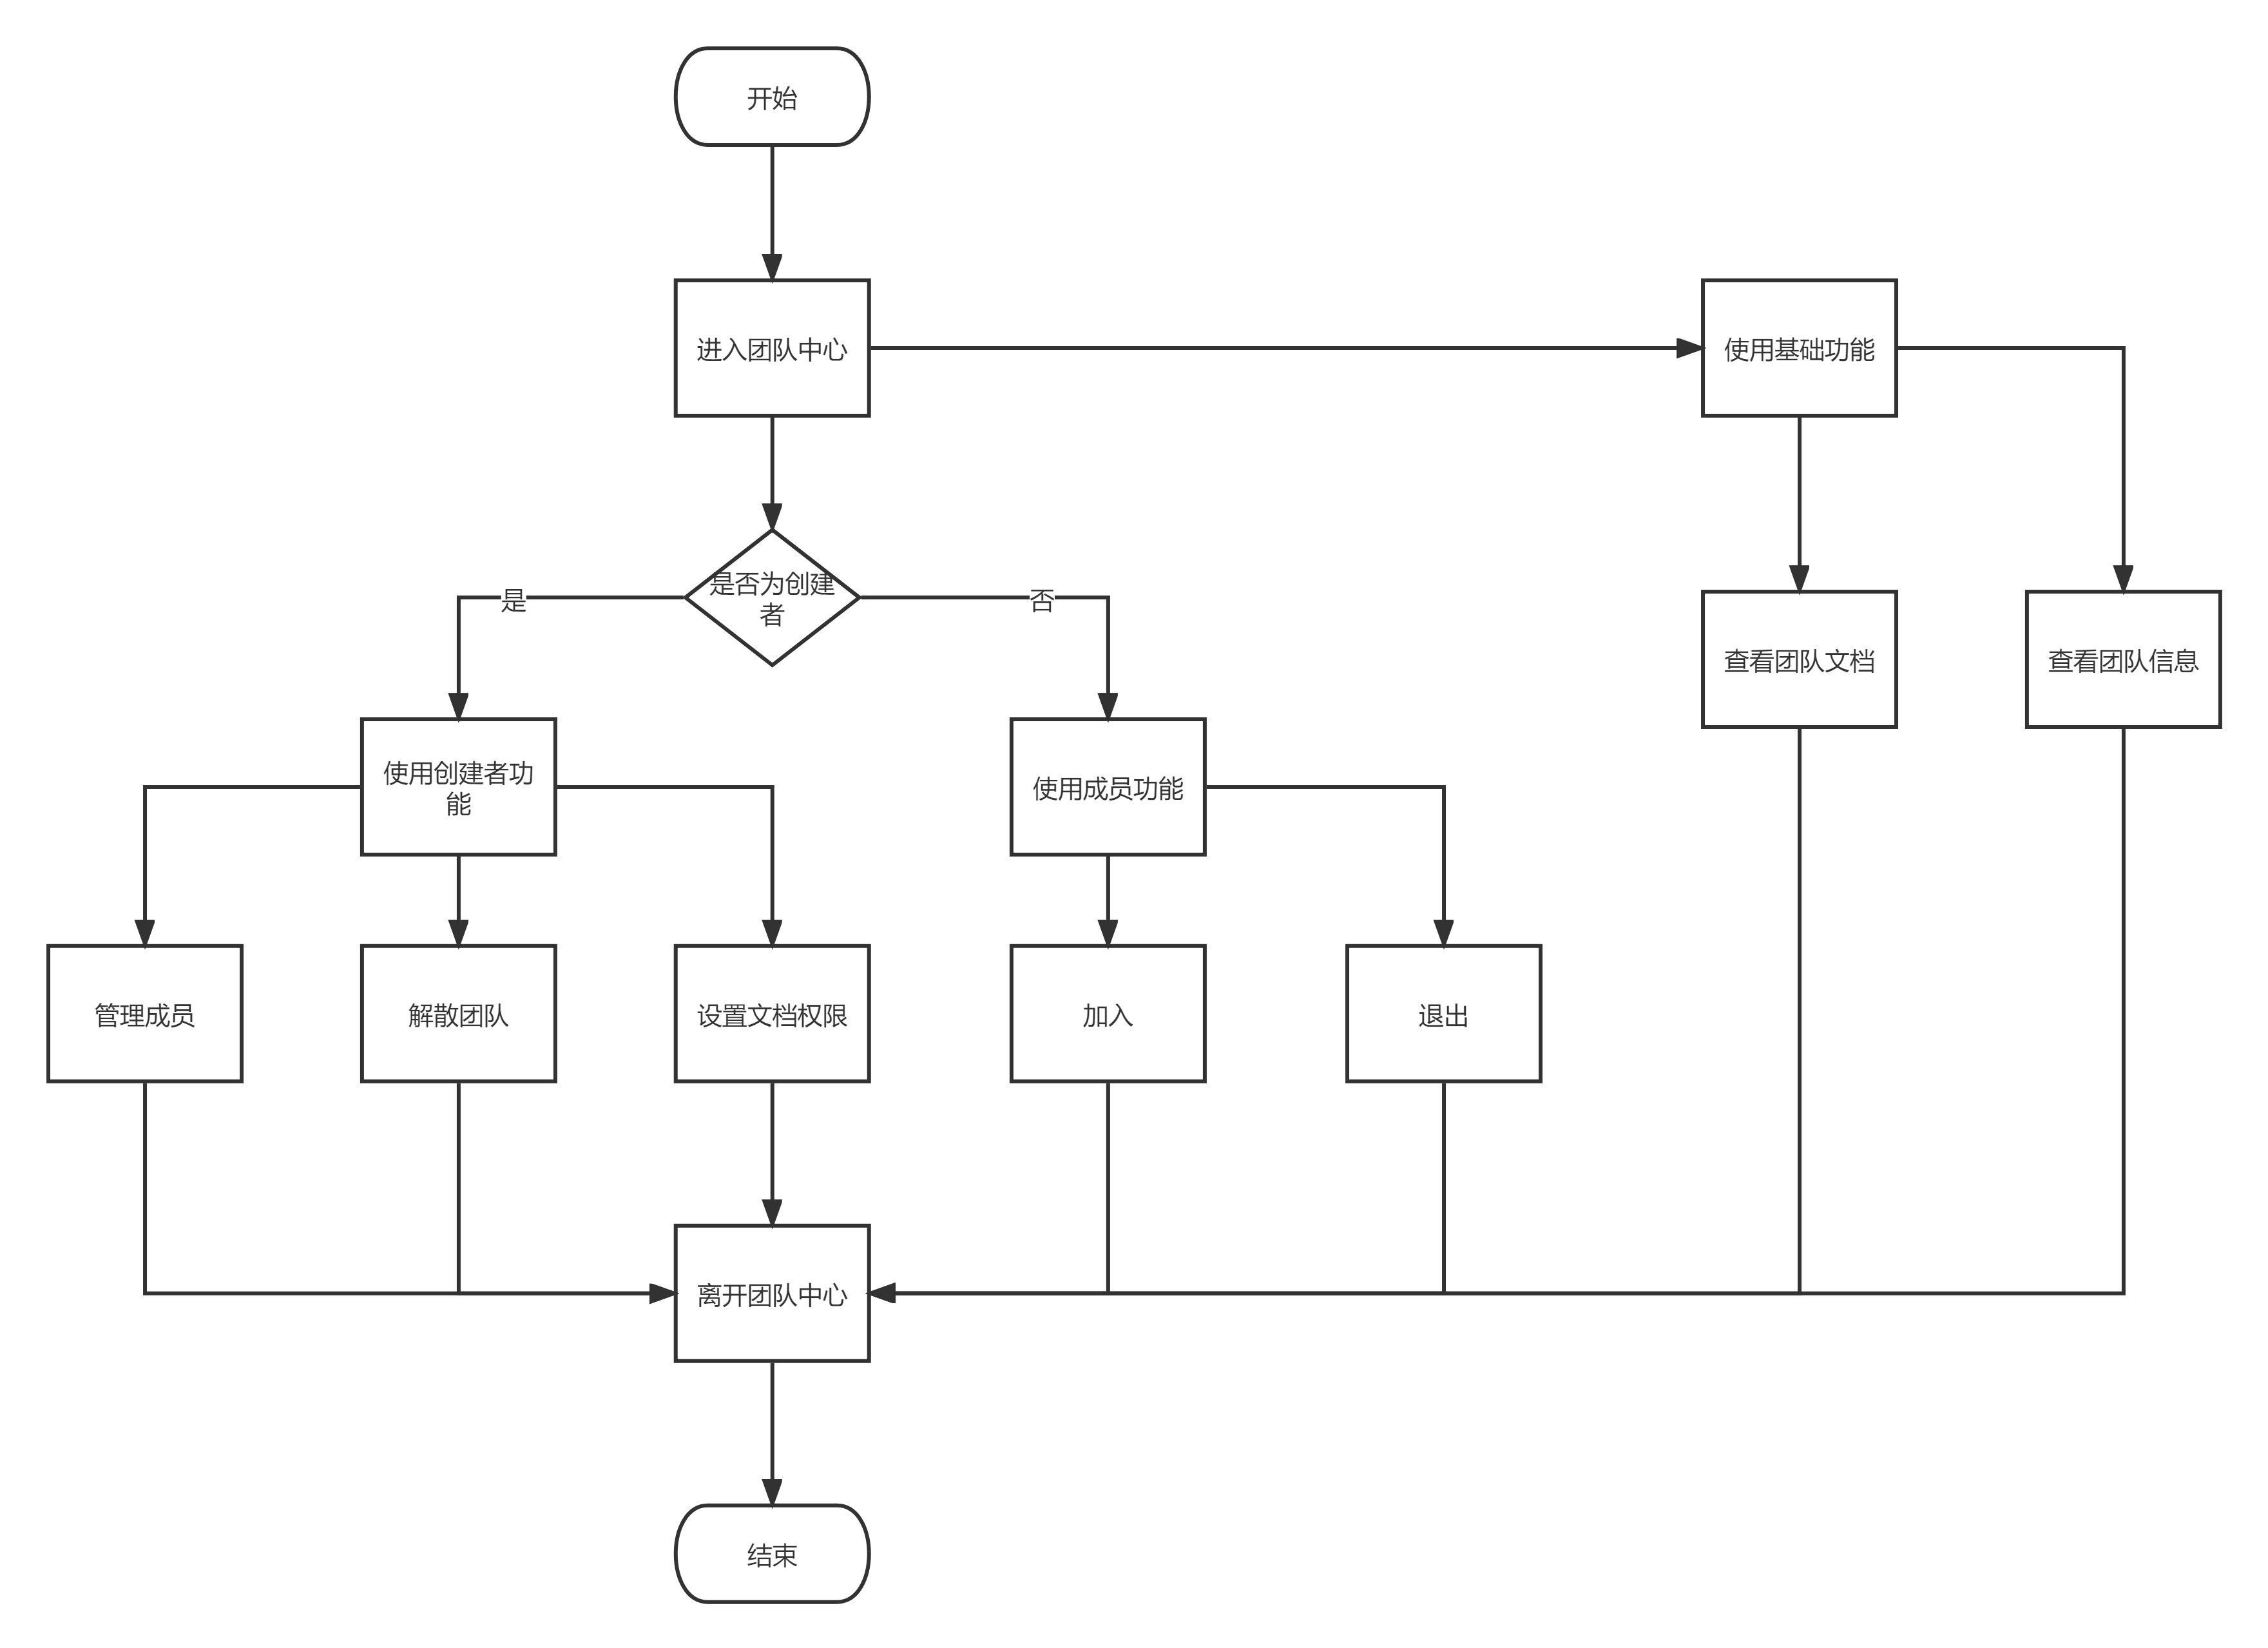 开始
进入团队中心
使用基础功能
是否为创建
者
是
否
查看团队文档
查看团队信息
使用创建者功
能
使用成员功能
管理成员
解散团队
设置文档权限
加入
退出
离开团队中心
结束